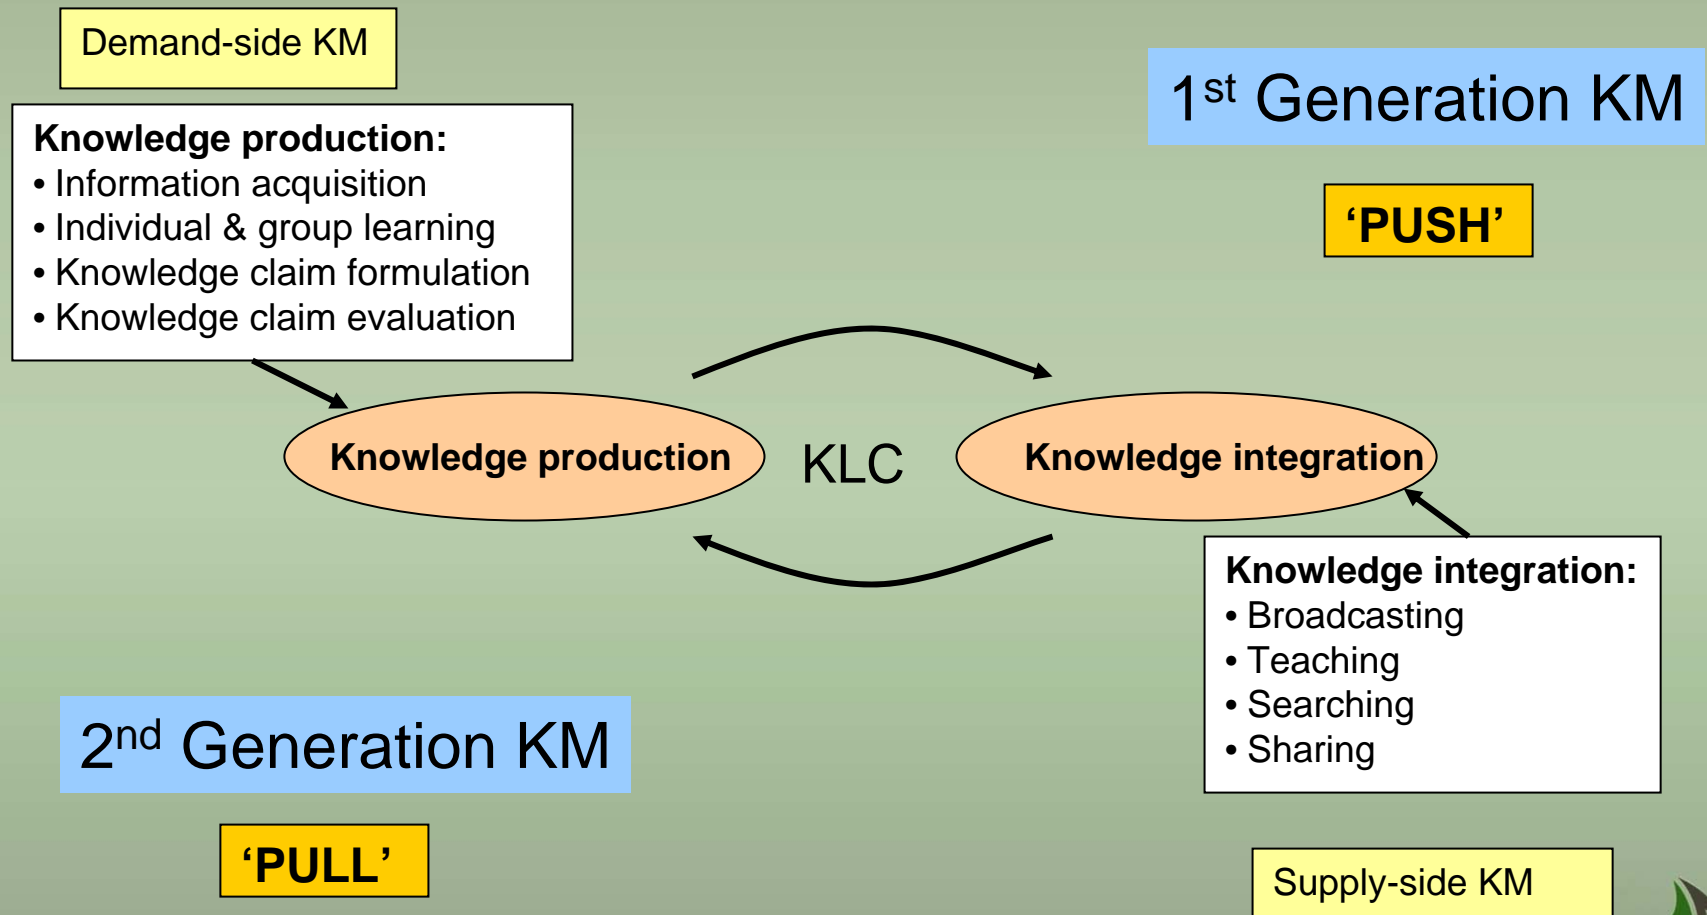 Demand-side KM
1st Generation KM
Knowledge production:
• Information acquisition
• Individual & group learning
• Knowledge claim formulation
• Knowledge claim evaluation
‘PUSH’
Knowledge production
KLC
Knowledge integration
Knowledge integration:
• Broadcasting
• Teaching
• Searching
• Sharing
2nd Generation KM
‘PULL’
Supply-side KM